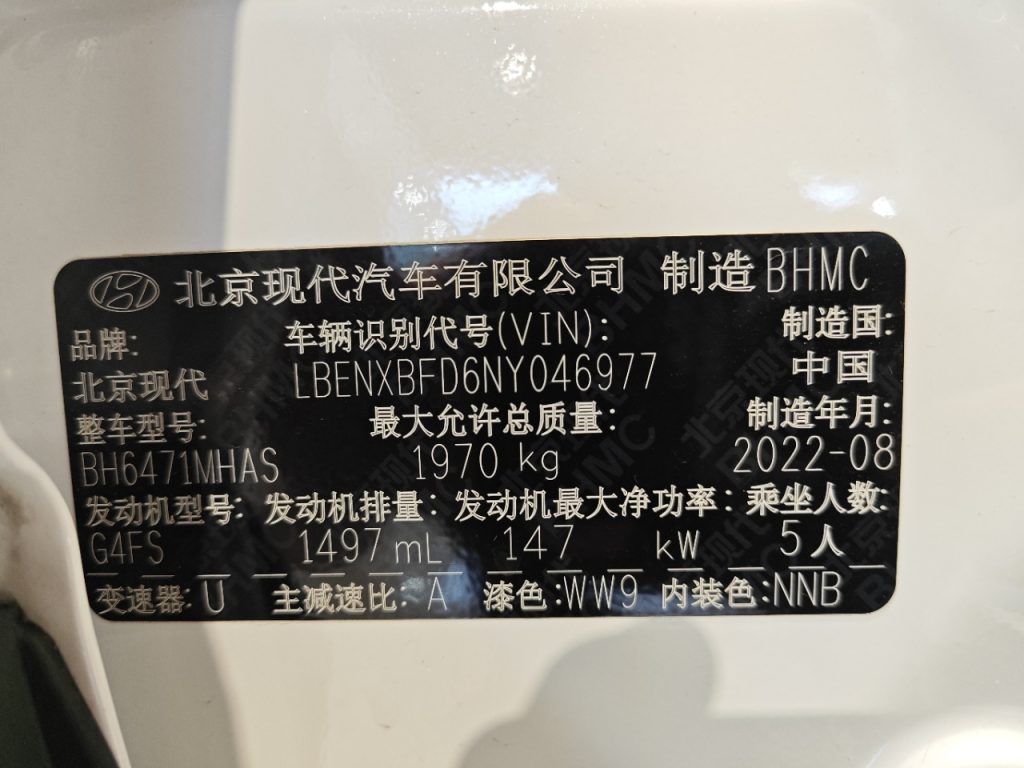 北京现代汽车有限公司 制造 BHMC
品牌: 车辆识别代号(VIN): 制造国:
北京现代 LBENXBFD6NY046977 中国
整车型号: 最大允许总质量: 制造年月:
BH6471MHAS 1970 kg 2022-08
发动机型号: 发动机排量: 发动机最大净功率: 乘坐人数:
G4FS 1497 mL 147 kW 5人
变速器: U 主减速比: A 漆色:WW9 内装色:NNB